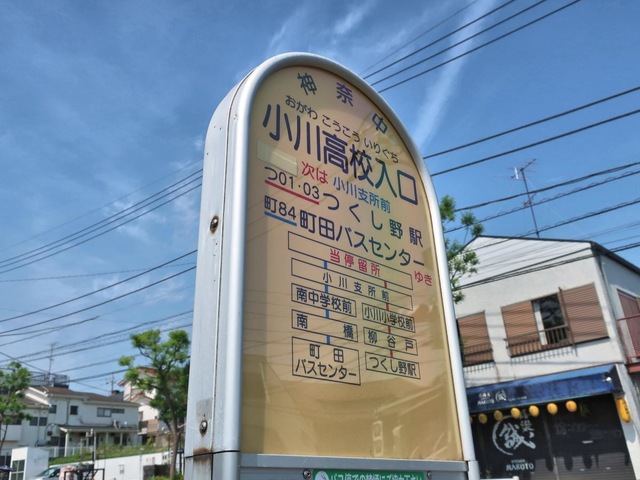 神奈中
おがわ こうこう いりぐち
小川高校入口
次は 小川支所前
つ01・03 つくし野駅
町84 町田バスセンター
ゆき
当停留所
小川支所前
南中学校前 小川小学校前
南橋 柳谷戸
町田バスセンター つくし野駅